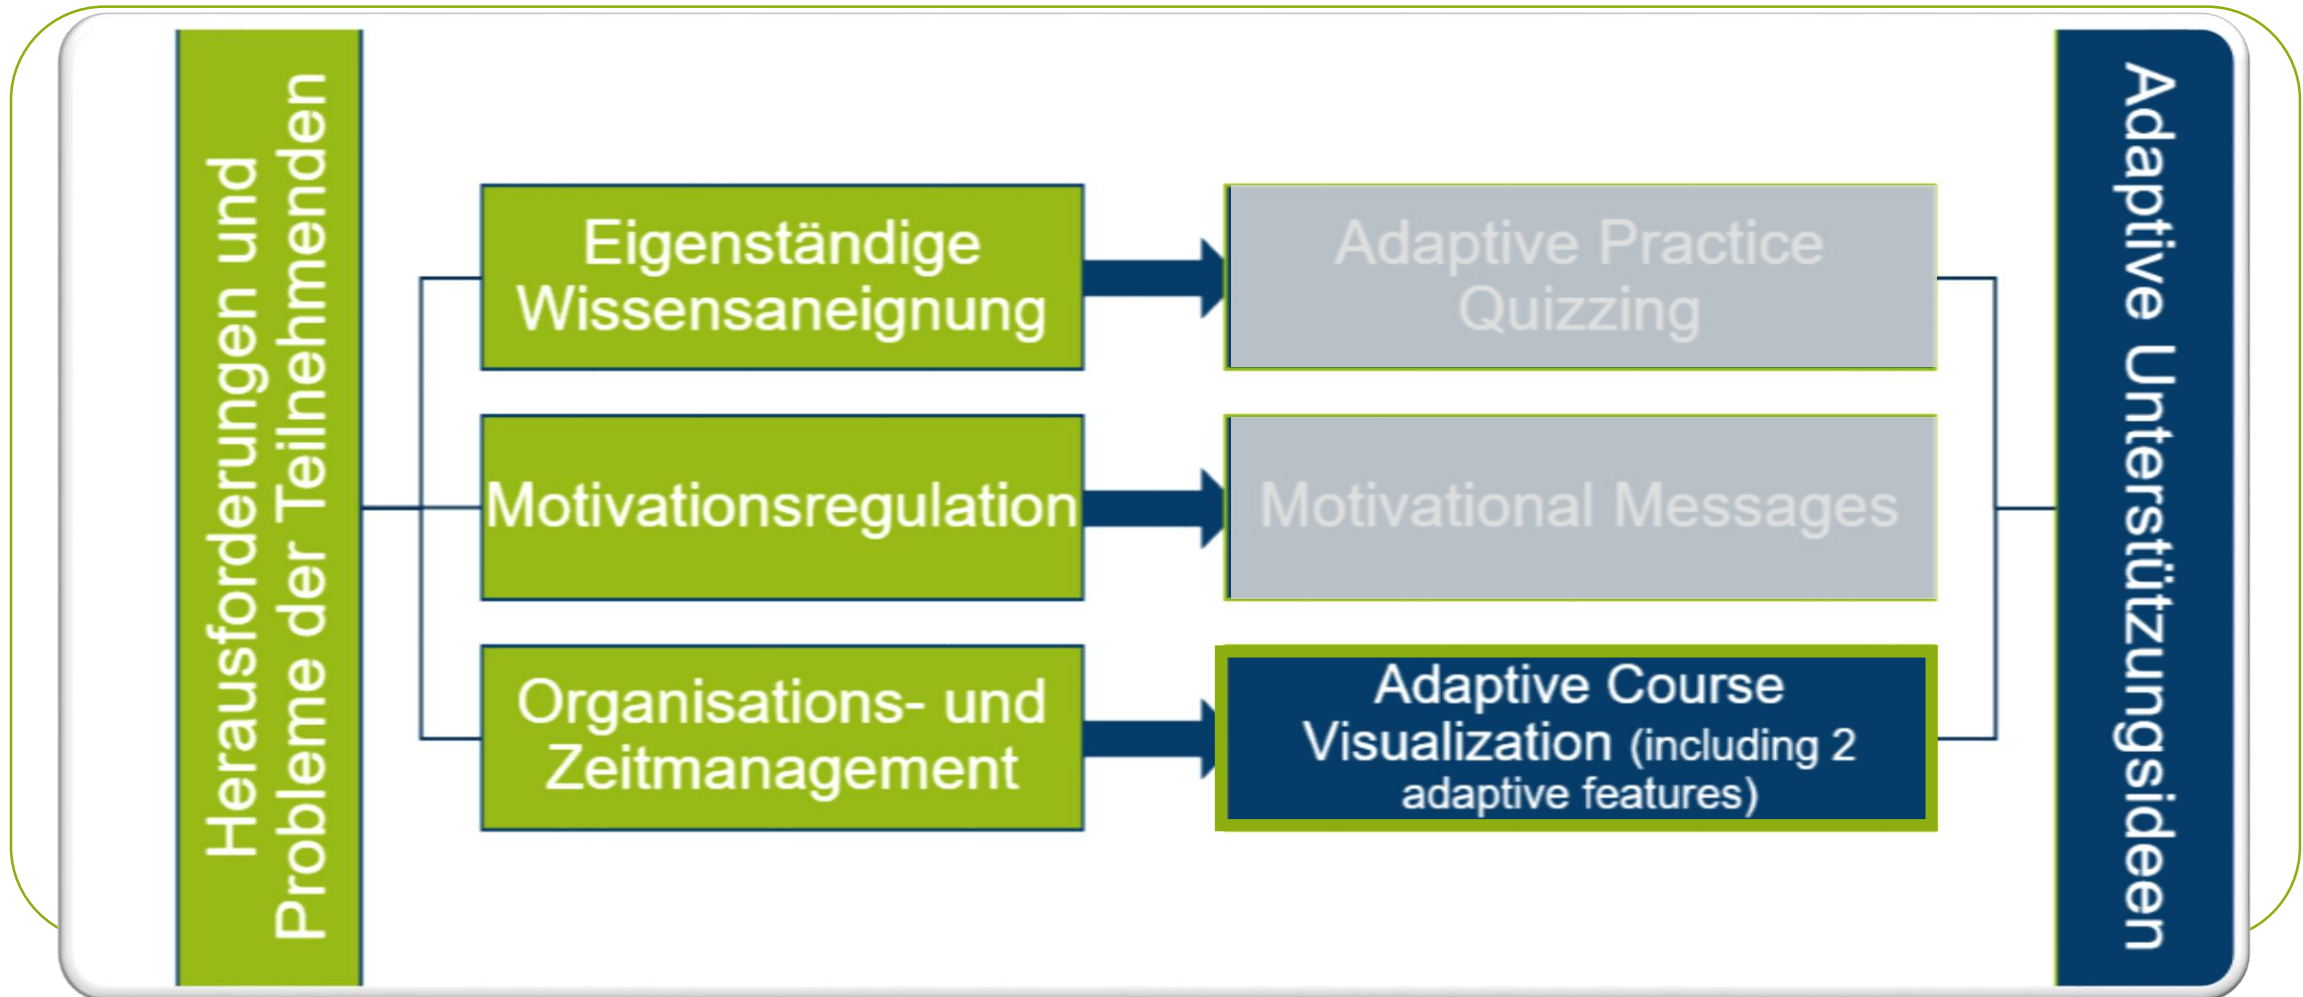 Herausforderungen und
Probleme der Teilnehmenden
Eigenständige
Wissensaneignung
Adaptive Practice
Quizzing
Motivationsregulation
Motivational Messages
Organisations- und
Zeitmanagement
Adaptive Course
Visualization (including 2
adaptive features)
Adaptive Unterstützungsideen